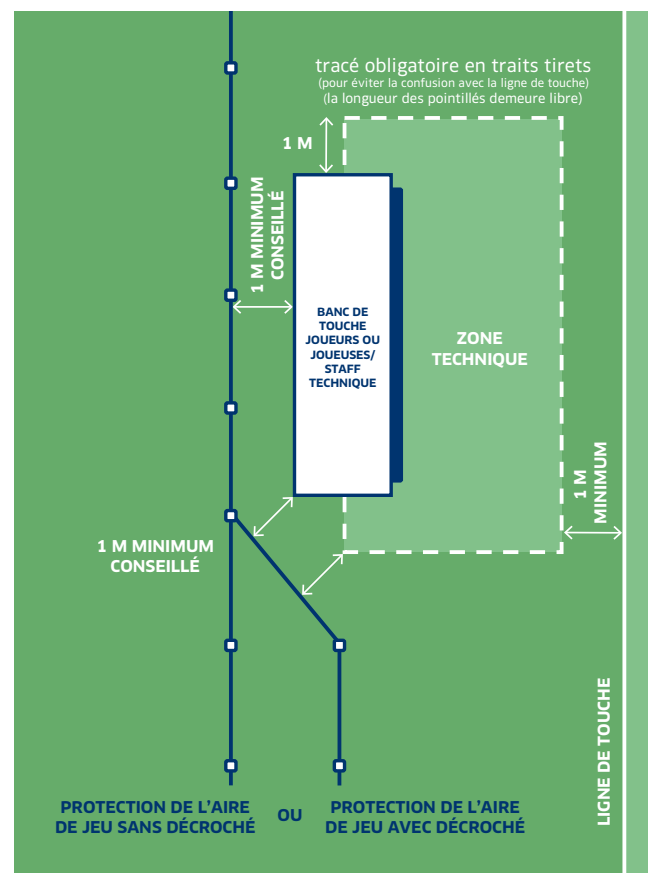 tracé obligatoire en traits tirets
(pour éviter la confusion avec la ligne de touche)
(la longueur des pointillés demeure libre)
1 M
1 M MINIMUM
CONSEILLÉ
BANC DE
TOUCHE
JOUEURS OU
JOUEUSES/
STAFF
TECHNIQUE
ZONE
TECHNIQUE
1 M
MINIMUM
1 M MINIMUM
CONSEILLÉ
LIGNE DE TOUCHE
PROTECTION DE L’AIRE
DE JEU SANS DÉCROCHÉ
OU
PROTECTION DE L’AIRE
DE JEU AVEC DÉCROCHÉ